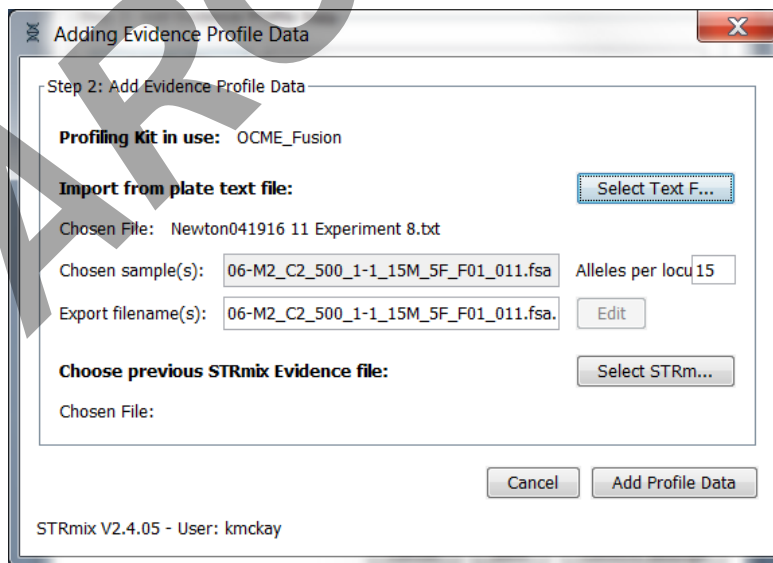 Adding Evidence Profile Data
X
Step 2: Add Evidence Profile Data
Profiling Kit in use: OCME_Fusion
Import from plate text file: Select Text F...
Chosen File: Newton041916 11 Experiment 8.txt
Chosen sample(s): 06-M2_C2_500_1-1_15M_5F_F01_011.fsa Alleles per locu 15
Export filename(s): 06-M2_C2_500_1-1_15M_5F_F01_011.fsa. Edit
Choose previous STRmix Evidence file: Select STRm...
Chosen File:
Cancel Add Profile Data
STRmix V2.4.05 - User: kmckay